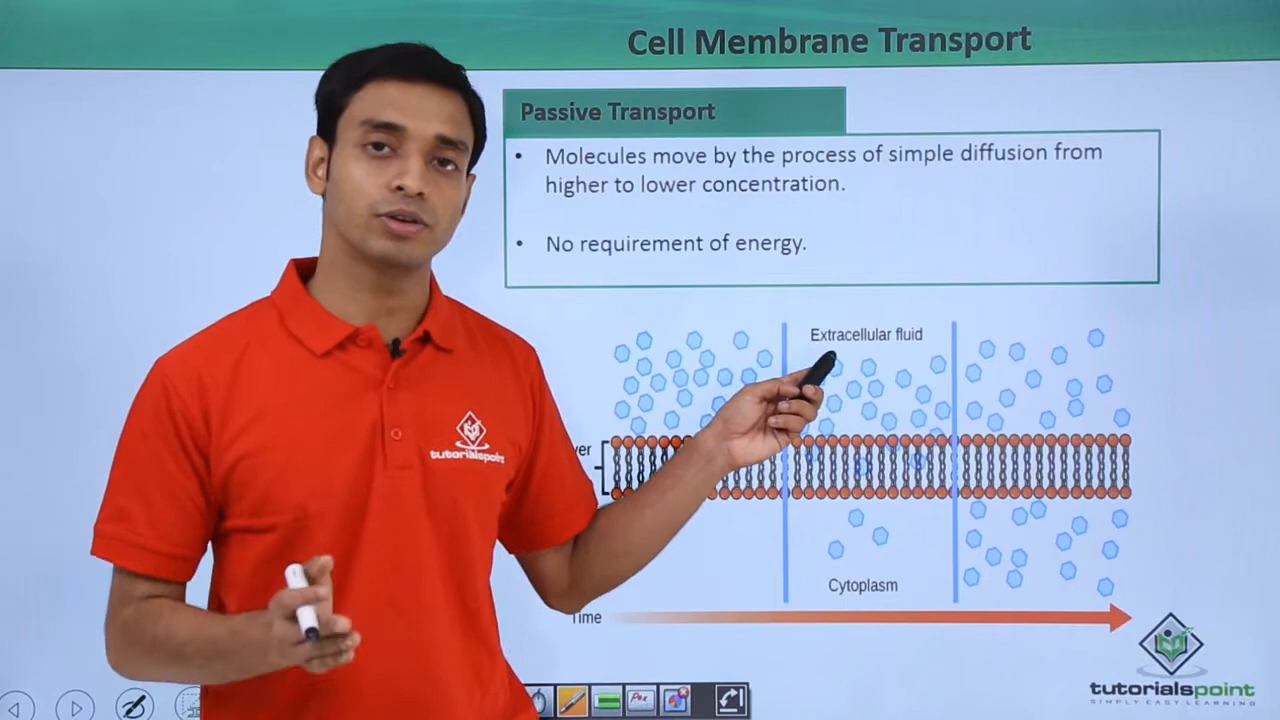 Cell Membrane Transport
Passive Transport
• Molecules move by the process of simple diffusion from
higher to lower concentration.
• No requirement of energy.
Extracellular fluid
tutorialspoint
Cytoplasm
Time
tutorialspoint
SIMPLY EASY LEARNING